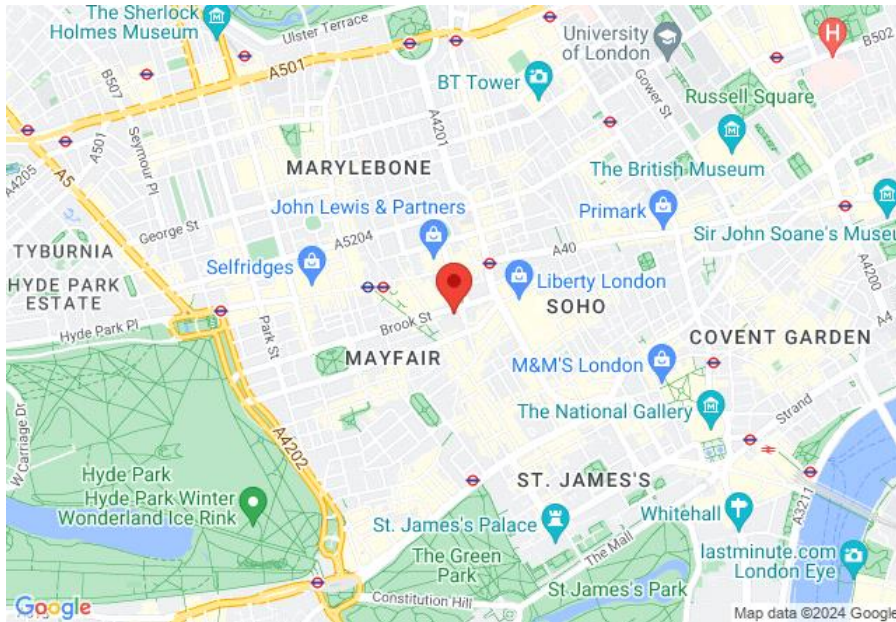 The Sherlock
Holmes Museum
Ulster Terrace
A501
B507
University
of London
B502
H
BT Tower
A4201
Gower St
Russell Square
A501
Seymour Pl
A4205
A5
MARYLEBONE
The British Museum
John Lewis & Partners
Primark
George St
A5204
A40
Sir John Soane's Museu
TYBURNIA
Selfridges
Liberty London
A4200
HYDE PARK
ESTATE
SOHO
Hyde Park Pl
Park St
Brook St
A4
COVENT GARDEN
MAYFAIR
M&M'S London
The National Gallery
Strand
W Carriage Dr
A4202
Hyde Park
Hyde Park Winter
Wonderland Ice Rink
ST. JAMES'S
A3211
St. James's Palace
Whitehall
The Mall
The Green
Park
lastminute.com
London Eye
St James's Park
Constitution Hill
Google
Map data ©2024 Google